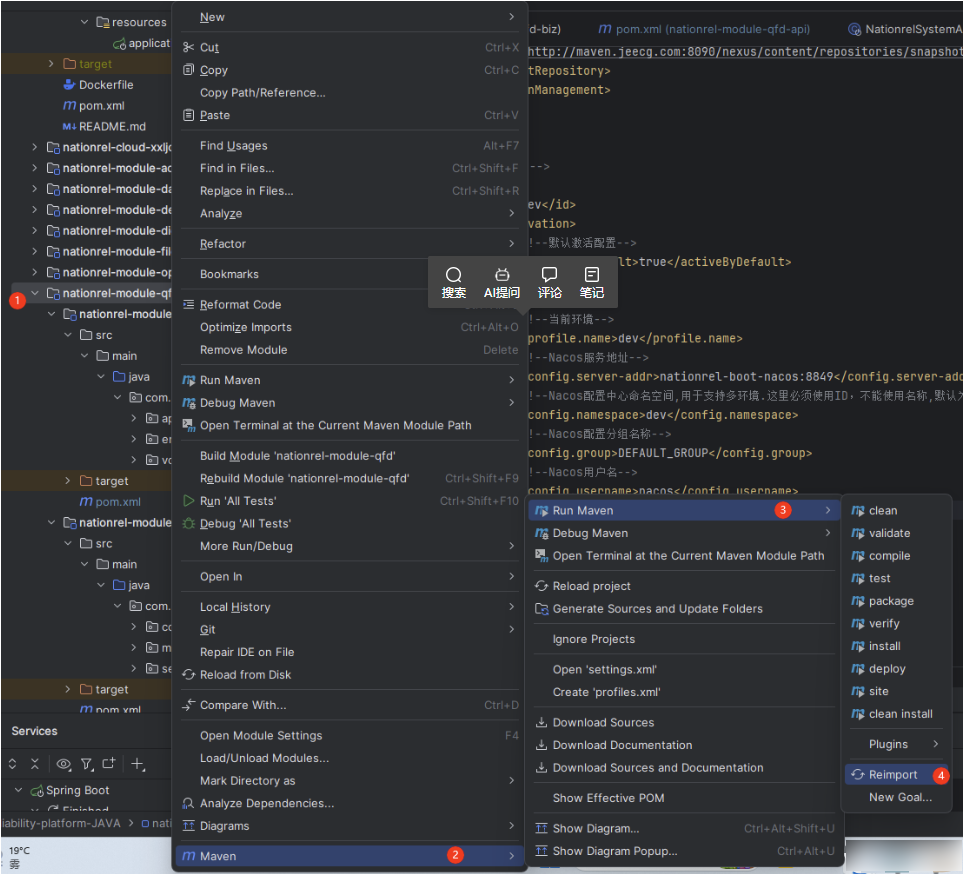 resources
applicat
target
Dockerfile
pom.xml
README.md
nationrel-cloud-xxljo
nationrel-module-ac
nationrel-module-da
nationrel-module-de
nationrel-module-di
nationrel-module-fil
nationrel-module-op
1
nationrel-module-qf
nationrel-module
src
main
java
com.
ap
er
vo
target
pom.xml
nationrel-module
src
main
java
com.
co
m
se
target
pom.xml
Services
Spring Boot
Finished
iability-platform-JAVA > nati
19°C
雾
New
Cut Ctrl+X
Copy Ctrl+C
Copy Path/Reference...
Paste Ctrl+V
Find Usages Alt+F7
Find in Files... Ctrl+Shift+F
Replace in Files... Ctrl+Shift+R
Analyze
Refactor
Bookmarks
Reformat Code
Optimize Imports Ctrl+Alt+O
Remove Module Delete
Run Maven
Debug Maven
Open Terminal at the Current Maven Module Path
Build Module 'nationrel-module-qfd'
Rebuild Module 'nationrel-module-qfd' Ctrl+Shift+F9
Run 'All Tests' Ctrl+Shift+F10
Debug 'All Tests'
More Run/Debug
Open In
Local History
Git
Repair IDE on File
Reload from Disk
Compare With... Ctrl+D
Open Module Settings F4
Load/Unload Modules...
Mark Directory as
Analyze Dependencies...
Diagrams
Maven 2
搜索 AI提问 评论 笔记
d-biz) pom.xml (nationrel-module-qfd-api) NationrelSystemA
http://maven.jeecg.com:8090/nexus/content/repositories/snapshot
tRepository>
nManagement>
-->
ev</id>
vation>
!--默认激活配置-->
ult>true</activeByDefault>
!--当前环境-->
profile.name>dev</profile.name>
!--Nacos服务地址-->
config.server-addr>nationrel-boot-nacos:8849</config.server-add
!--Nacos配置中心命名空间,用于支持多环境.这里必须使用ID，不能使用名称,默认为
config.namespace></config.namespace>
!--Nacos配置分组名称-->
config.group>DEFAULT_GROUP</config.group>
!--Nacos用户名-->
config.username>nacos</config.username>
Run Maven 3
Debug Maven
Open Terminal at the Current Maven Module Path
Reload project
Generate Sources and Update Folders
Ignore Projects
Open 'settings.xml'
Create 'profiles.xml'
Download Sources
Download Documentation
Download Sources and Documentation
Show Effective POM
Show Diagram... Ctrl+Alt+Shift+U
Show Diagram Popup... Ctrl+Alt+U
clean
validate
compile
test
package
verify
install
deploy
site
clean install
Plugins
Reimport 4
New Goal...